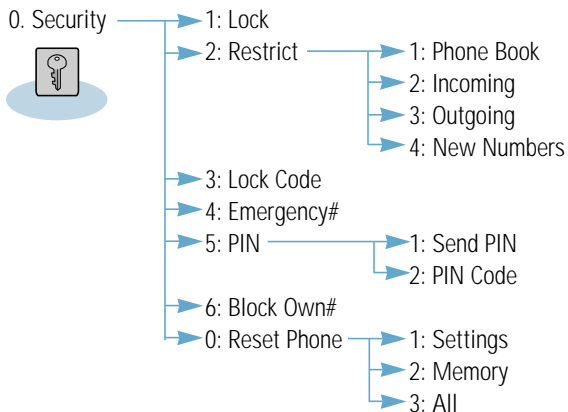 0. Security
1: Lock
2: Restrict
1: Phone Book
2: Incoming
3: Outgoing
4: New Numbers
3: Lock Code
4: Emergency#
5: PIN
1: Send PIN
2: PIN Code
6: Block Own#
0: Reset Phone
1: Settings
2: Memory
3: All